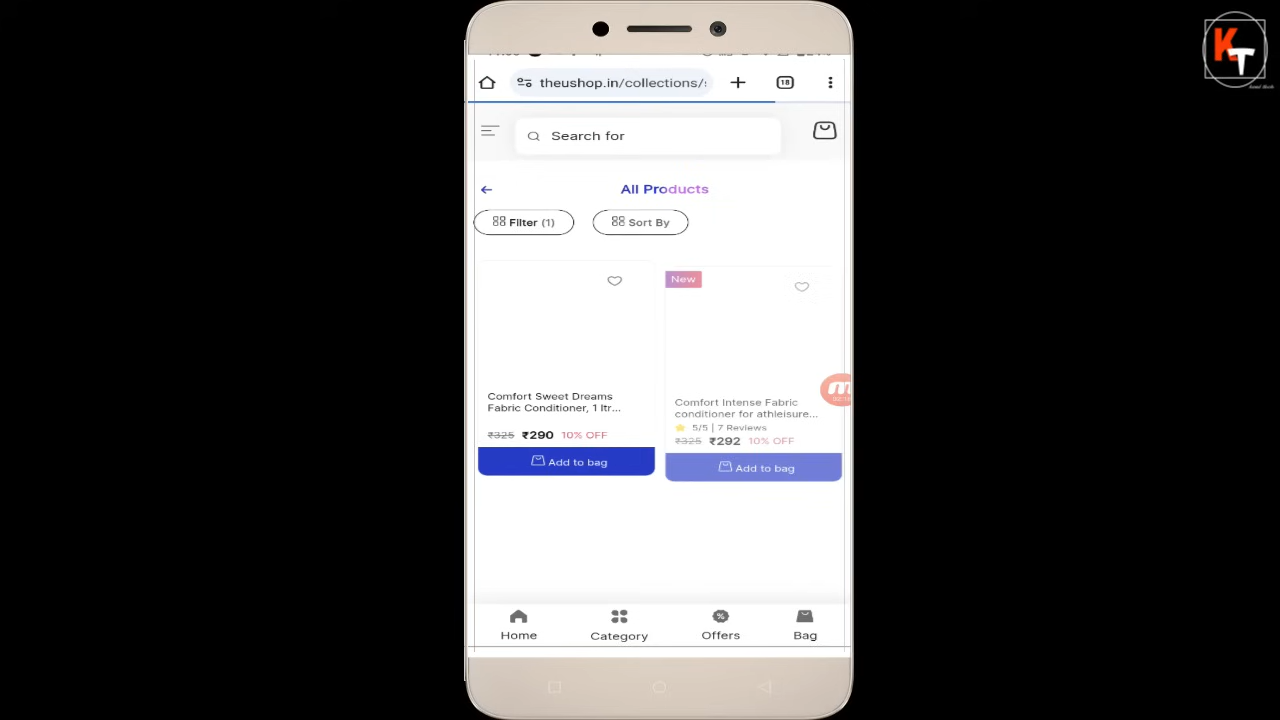 KT
theushop.in/collections/
18
Search for
All Products
Filter (1)
Sort By
New
Comfort Sweet Dreams
Fabric Conditioner, 1 ltr...
₹325 ₹290 10% OFF
Add to bag
Comfort Intense Fabric
conditioner for athleisure...
5/5 | 7 Reviews
₹325 ₹292 10% OFF
Add to bag
Home
Category
Offers
Bag